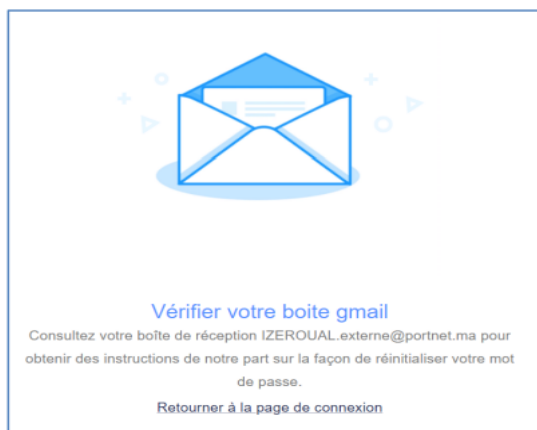 Vérifier votre boite gmail
Consultez votre boîte de réception IZEROUAL.externe@portnet.ma pour
obtenir des instructions de notre part sur la façon de réinitialiser votre mot
de passe.
Retourner à la page de connexion